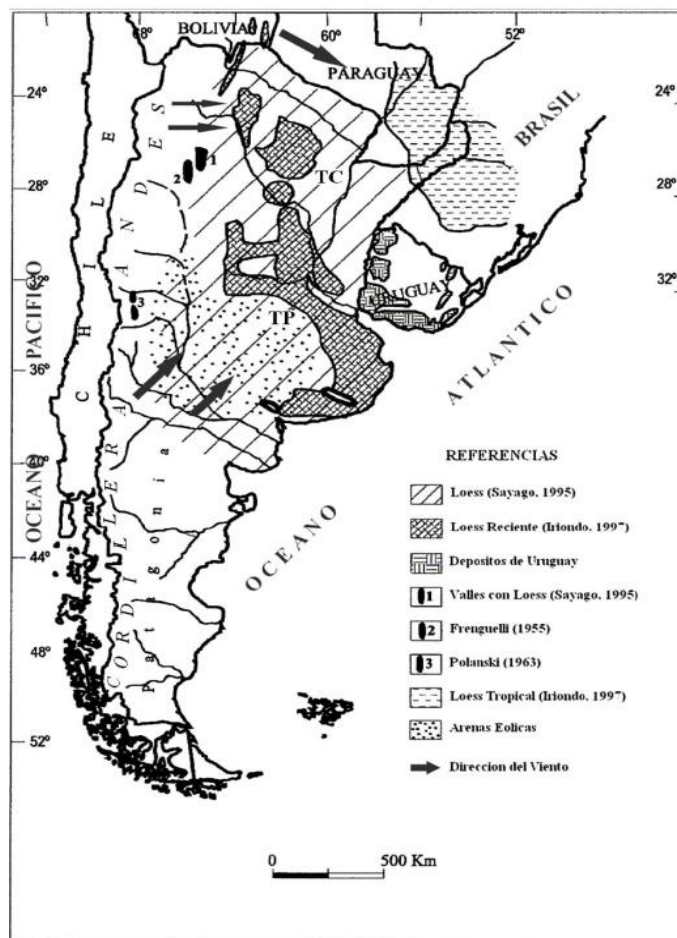 68° 60° 52°
BOLIVIA
PARAGUAY
24° 24°
BRASIL
1
2
TC
28° 28°
ANDES
32° 32°
3
URUGUAY
TP
PACIFICO
CHILE
ATLANTICO
36°
40°
OCEANO
OCEANO
CORDILLERA
Patagonia
44°
48°
52°
REFERENCIAS
Loess (Sayago, 1995)
Loess Reciente (Iriondo, 1997)
Depositos de Uruguay
1 Valles con Loess (Sayago, 1995)
2 Frenguelli (1955)
3 Polanski (1963)
Loess Tropical (Iriondo, 1997)
Arenas Eolicas
Direccion del Viento
0 500 Km